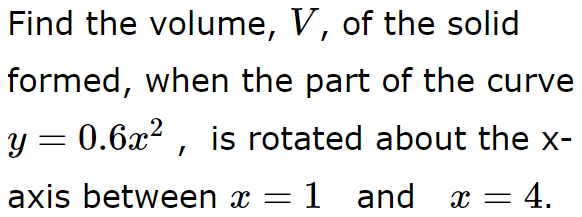 Find the volume, V, of the solid
formed, when the part of the curve
y = 0.6x² , is rotated about the x-
axis between x = 1 and x = 4.